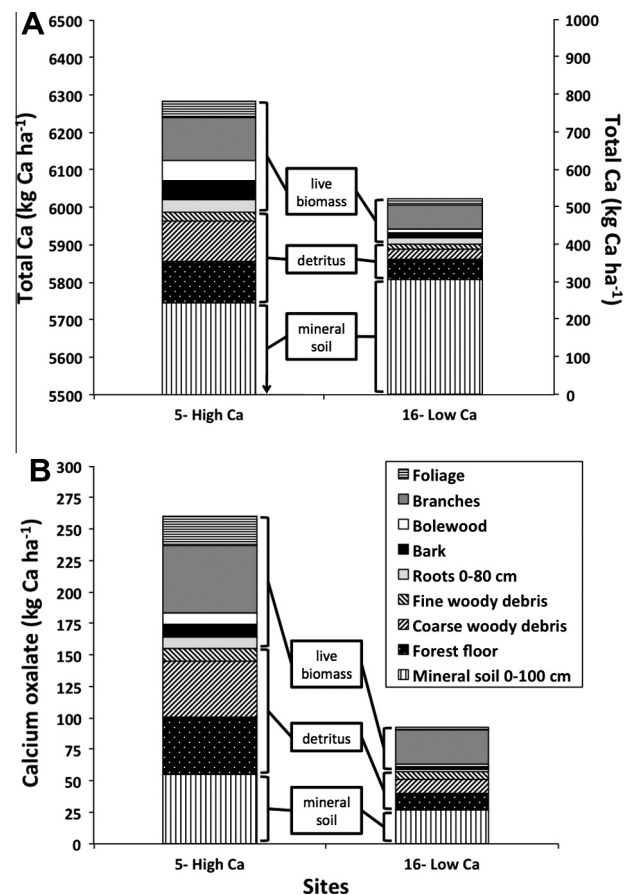 A
Total Ca (kg Ca ha⁻¹)
6500
6400
6300
6200
6100
6000
5900
5800
5700
5600
5500
live
biomass
detritus
mineral
soil
1000
900
800
700
600
500
400
300
200
100
0
Total Ca (kg Ca ha⁻¹)
5- High Ca
16- Low Ca
B
Calcium oxalate (kg Ca ha⁻¹)
300
275
250
225
200
175
150
125
100
75
50
25
0
Foliage
Branches
Bolewood
Bark
Roots 0-80 cm
Fine woody debris
Coarse woody debris
Forest floor
Mineral soil 0-100 cm
live
biomass
detritus
mineral
soil
5- High Ca
16- Low Ca
Sites